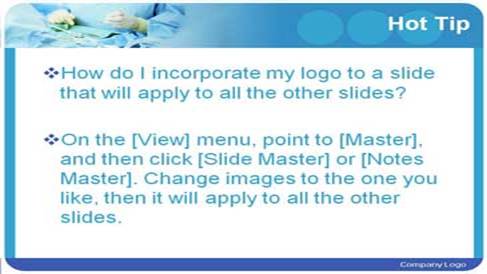 Hot Tip
How do I incorporate my logo to a slide
that will apply to all the other slides?
On the [View] menu, point to [Master],
and then click [Slide Master] or [Notes
Master]. Change images to the one you
like, then it will apply to all the other
slides.
Company Logo